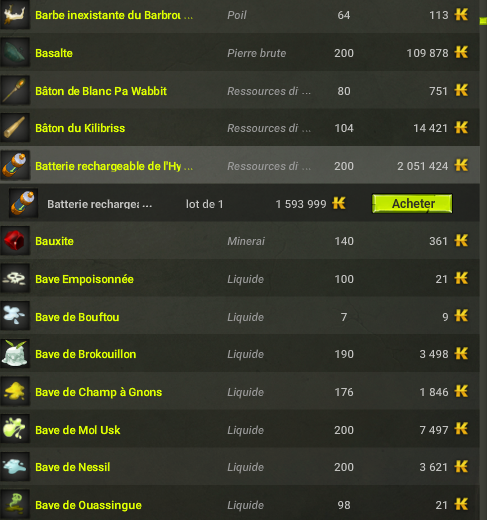 Barbe inexistante du Barbrou ... Poil 64 113
Basalte Pierre brute 200 109 878
Bâton de Blanc Pa Wabbit Ressources di ... 80 751
Bâton du Kilibriss Ressources di ... 104 14 421
Batterie rechargeable de l'Hy ... Ressources di ... 200 2 051 424
Batterie recharge: ... lot de 1 1 593 999 Acheter
Bauxite Minerai 140 361
Bave Empoisonnée Liquide 100 21
Bave de Bouftou Liquide 7 9
Bave de Brokouillon Liquide 190 3 498
Bave de Champ à Gnons Liquide 176 1 846
Bave de Mol Usk Liquide 200 7 497
Bave de Nessil Liquide 200 3 621
Bave de Ouassingue Liquide 98 21